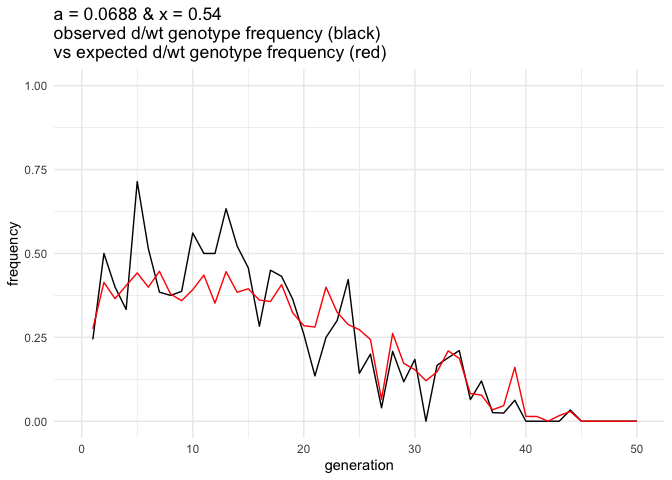 a = 0.0688 & x = 0.54
observed d/wt genotype frequency (black)
vs expected d/wt genotype frequency (red)
1.00
0.75
0.50
0.25
0.00
frequency
0 10 20 30 40 50
generation